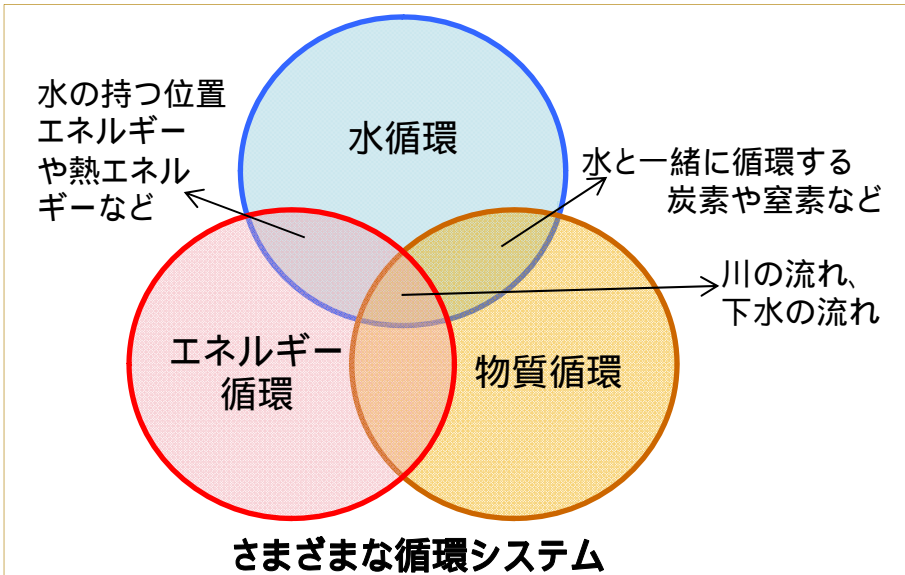 水の持つ位置
エネルギー
や熱エネル
ギーなど
水循環
水と一緒に循環する
炭素や窒素など
川の流れ、
下水の流れ
エネルギー
循環
物質循環
さまざまな循環システム